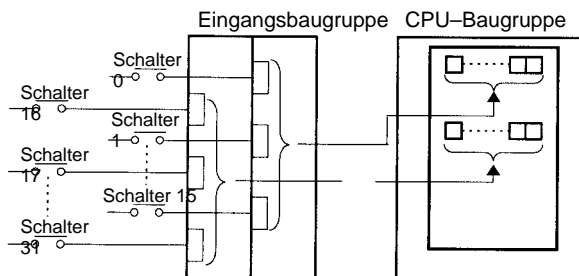 Eingangsbaugruppe CPU–Baugruppe
Schalter
0
Schalter
16
Schalter
1
Schalter
17
Schalter 15
Schalter
31